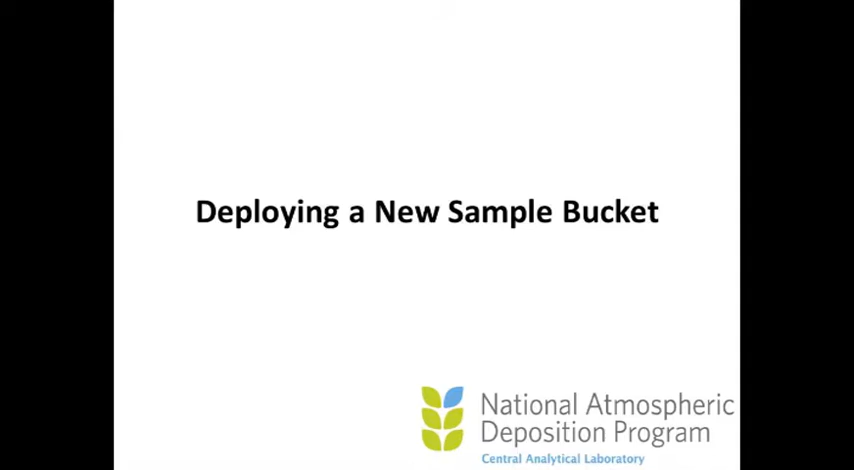 Deploying a New Sample Bucket
National Atmospheric
Deposition Program
Central Analytical Laboratory